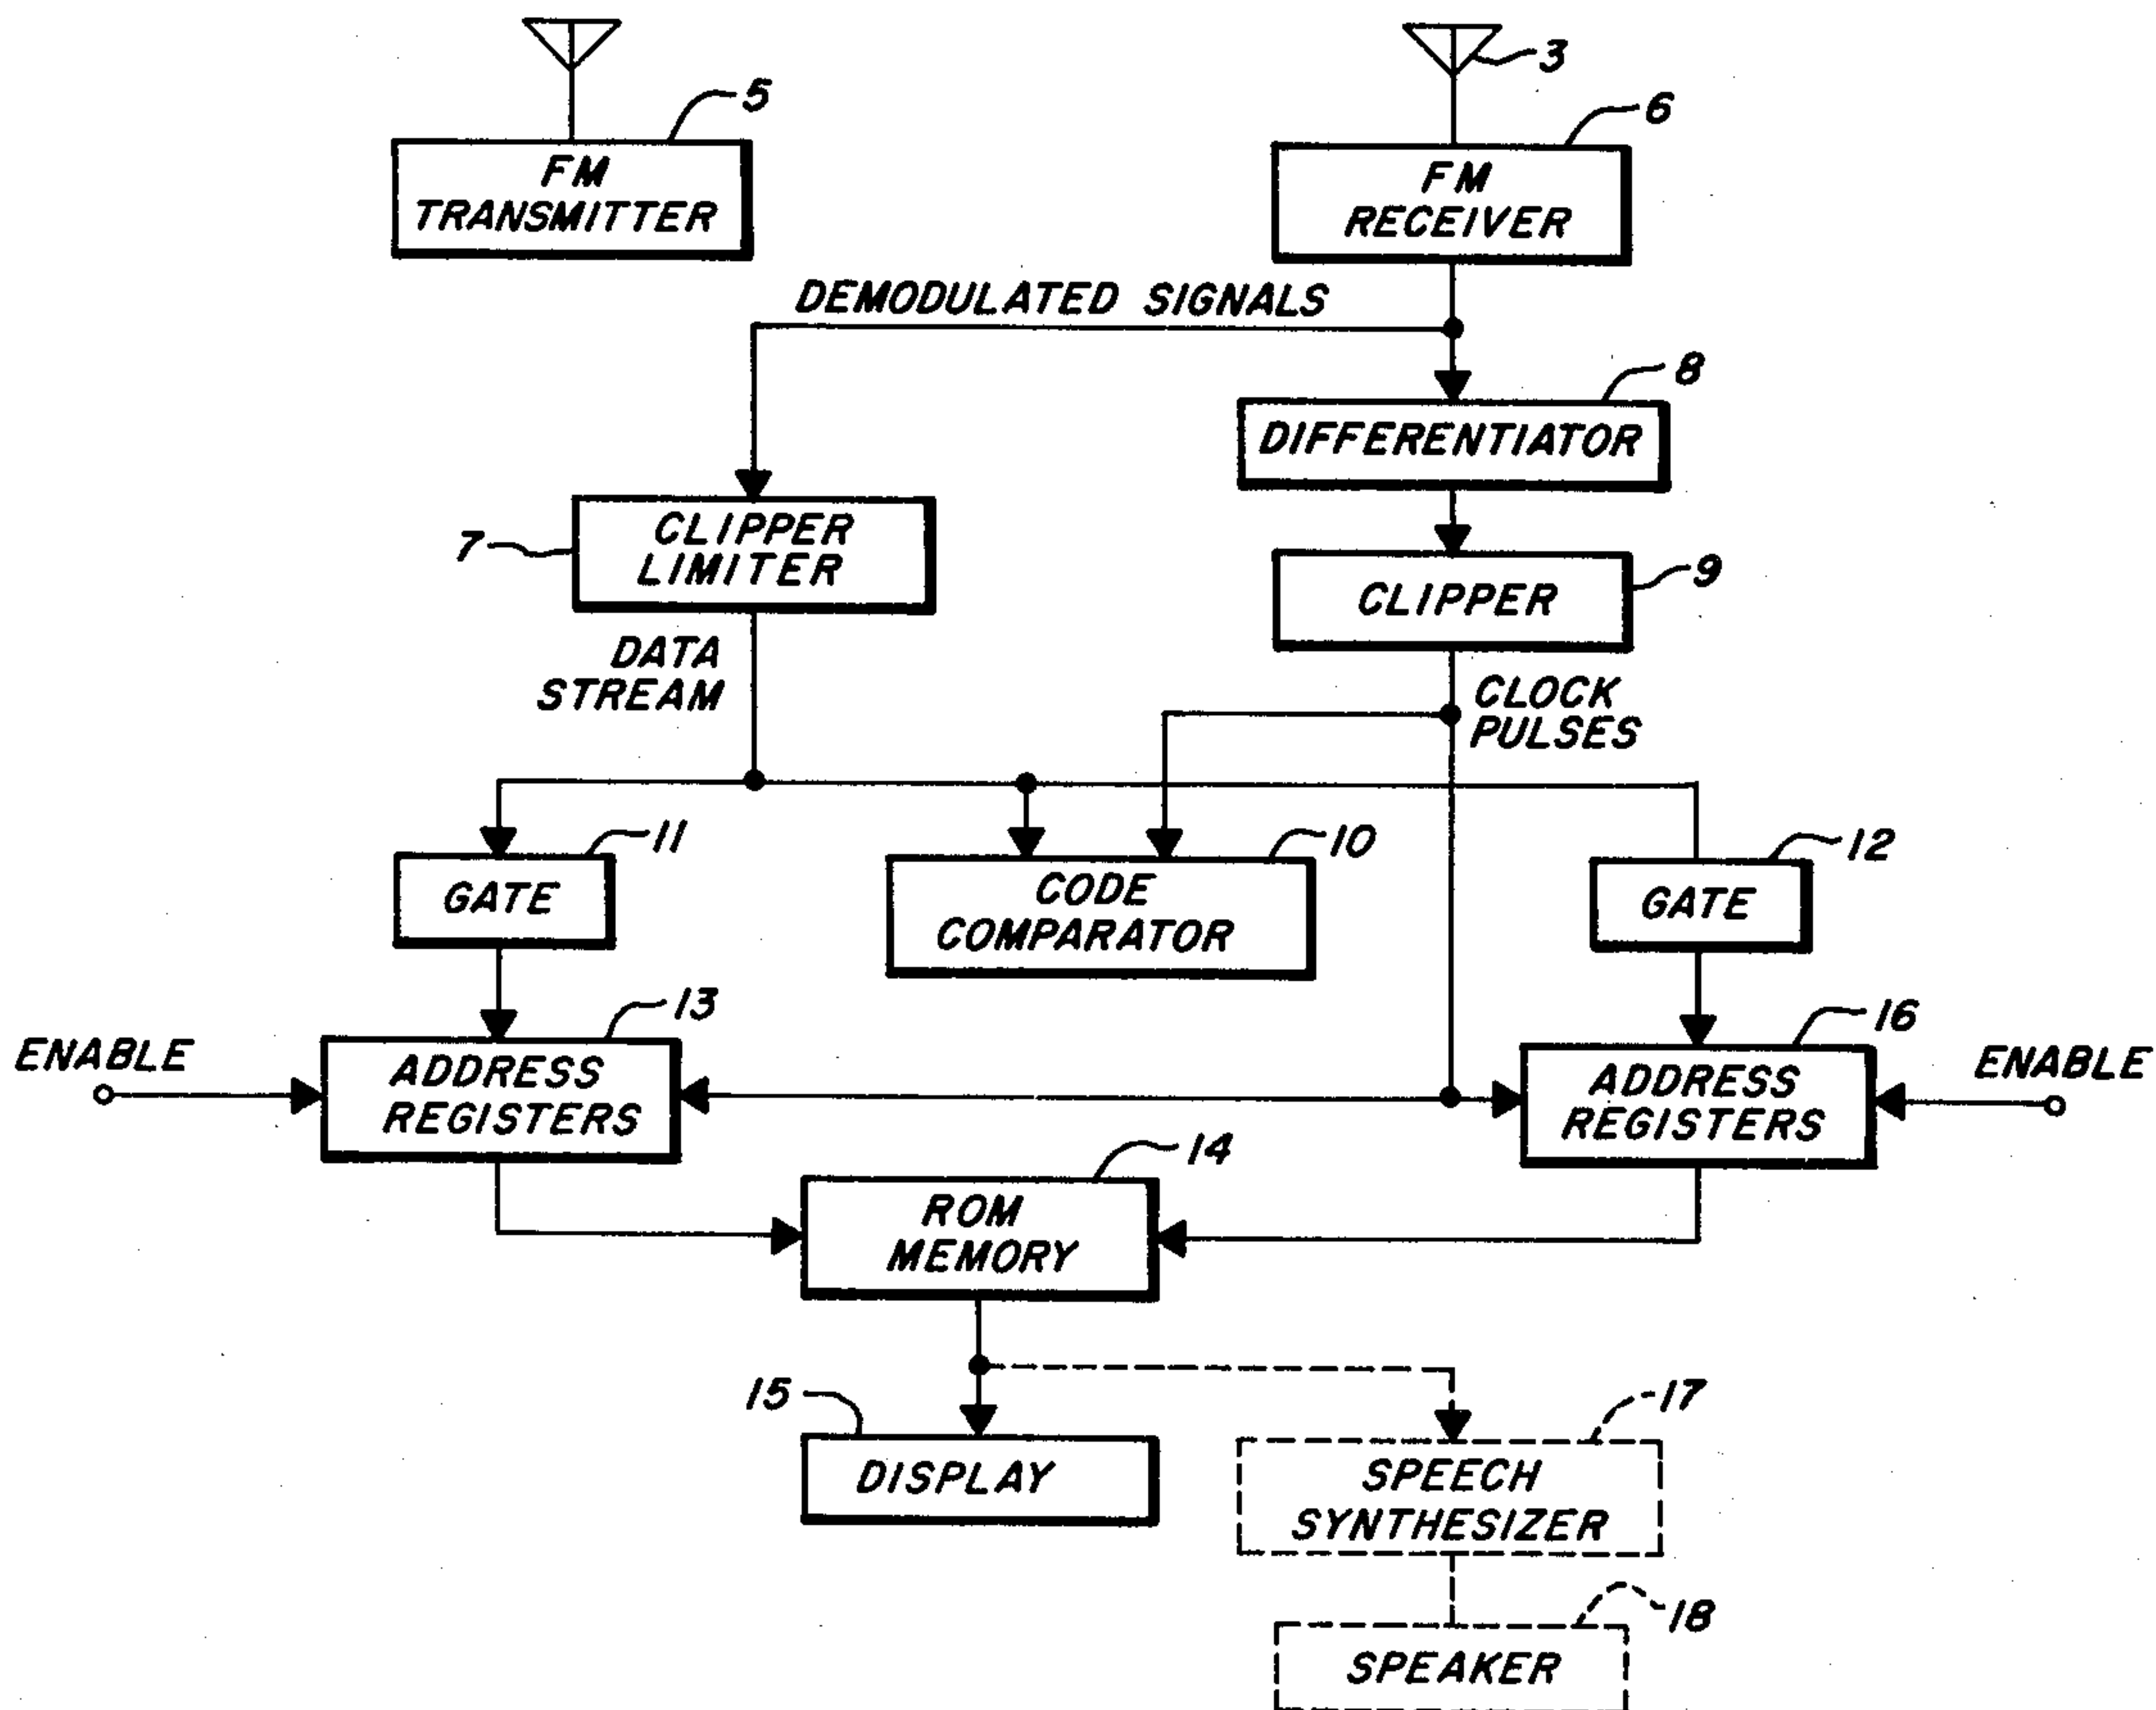 3
5
6
FM
TRANSMITTER
FM
RECEIVER
DEMODULATED SIGNALS
8
DIFFERENTIATOR
7
CLIPPER
LIMITER
9
CLIPPER
DATA
STREAM
CLOCK
PULSES
11
10
12
GATE
CODE
COMPARATOR
GATE
13
16
ENABLE
ADDRESS
REGISTERS
ADDRESS
REGISTERS
ENABLE
14
ROM
MEMORY
15
17
DISPLAY
SPEECH
SYNTHESIZER
18
SPEAKER